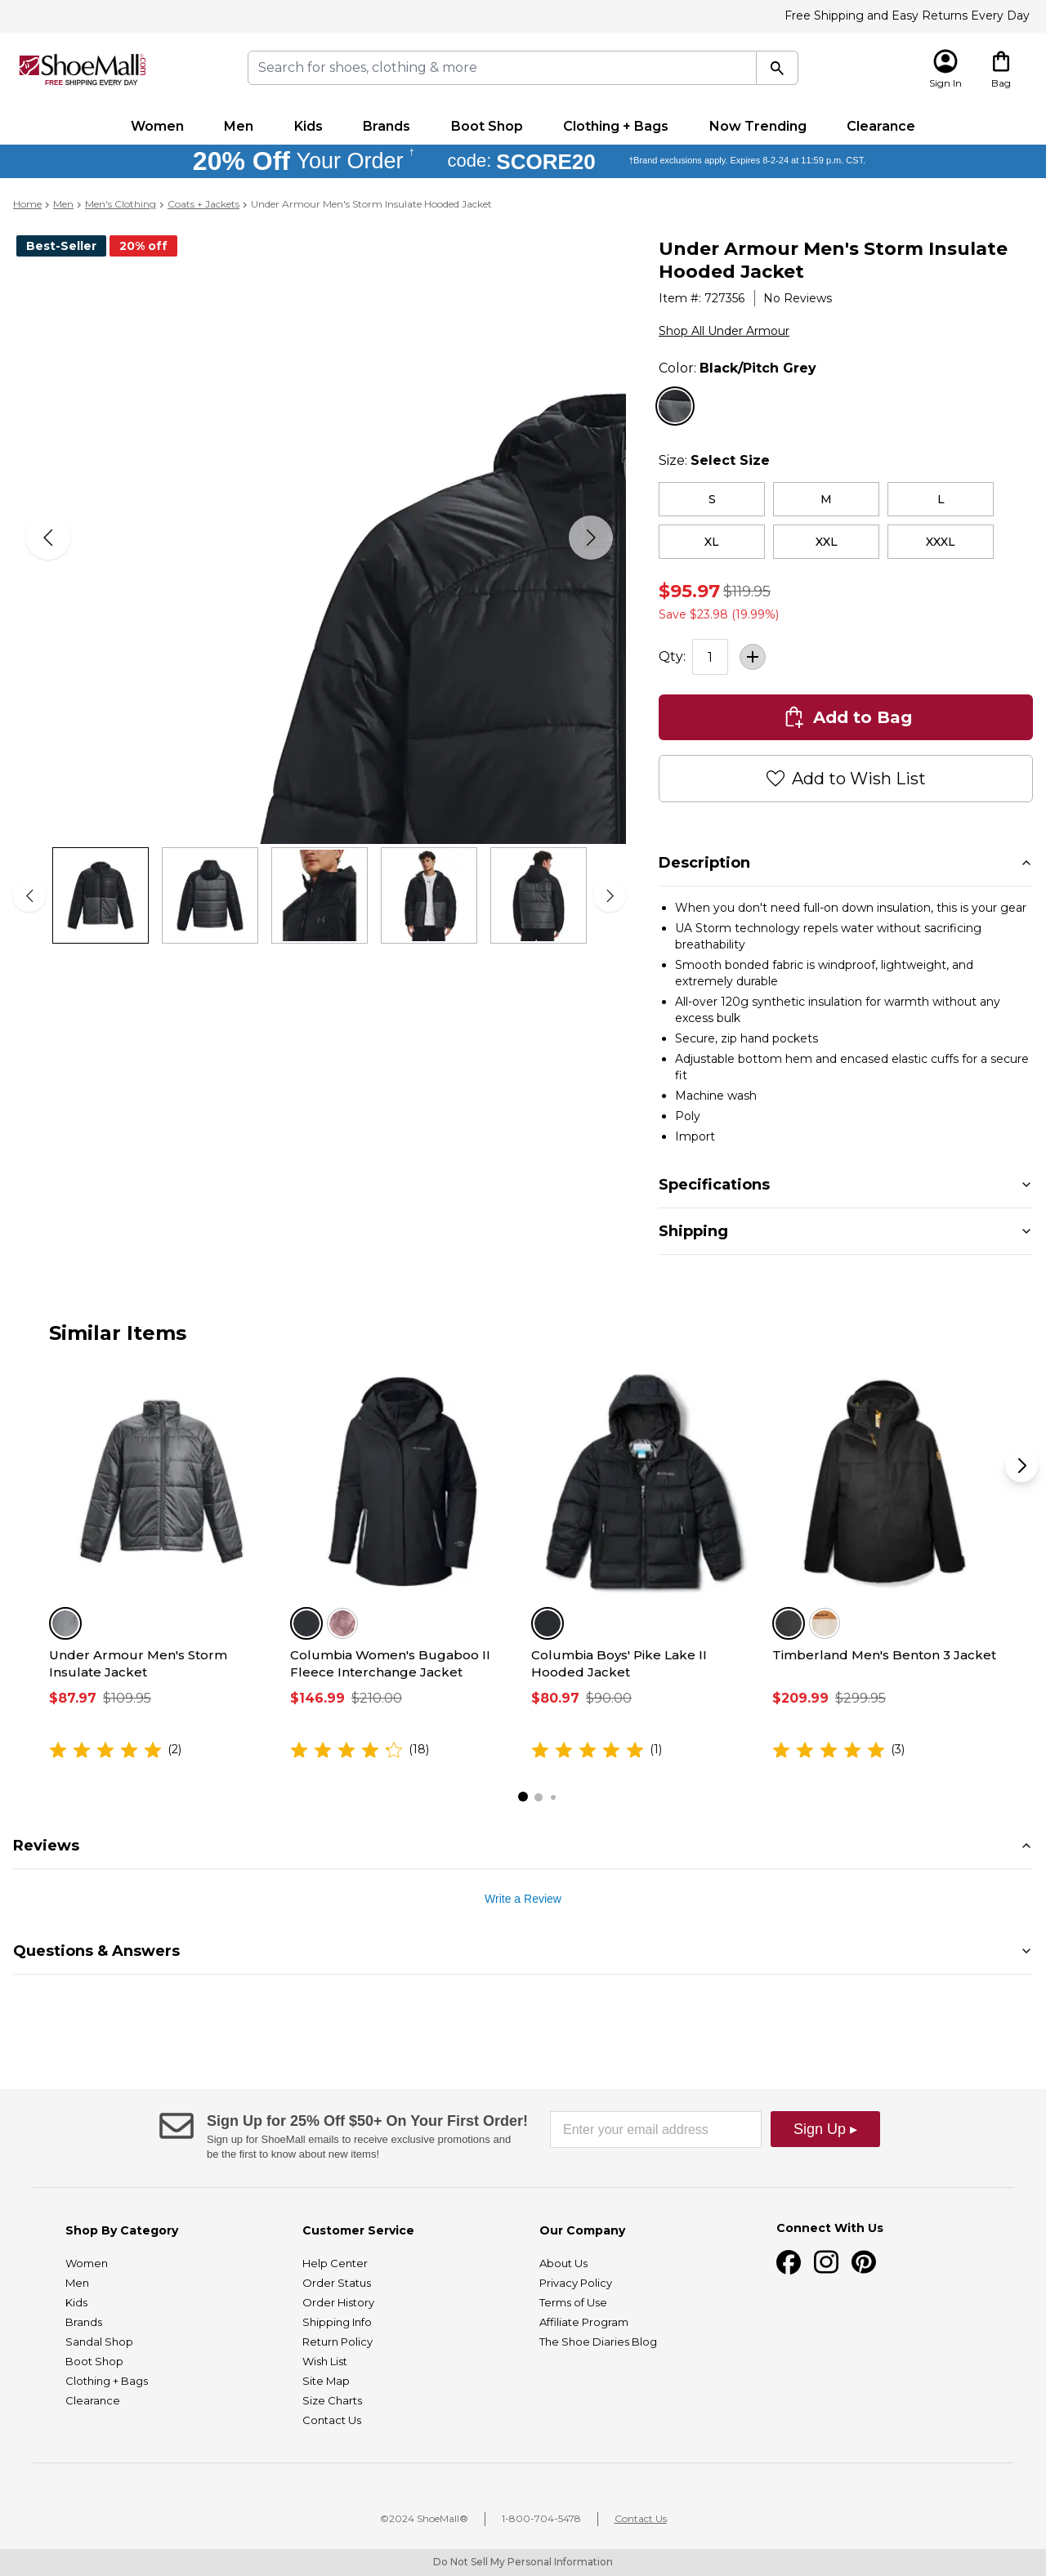 Free Shipping and Easy Returns Every Day
ShoeMall.com
FREE SHIPPING EVERY DAY
Search for shoes, clothing & more
Sign In
Bag
Women
Men
Kids
Brands
Boot Shop
Clothing + Bags
Now Trending
Clearance
20% Off Your Order †
code: SCORE20
†Brand exclusions apply. Expires 8-2-24 at 11:59 p.m. CST.
Home > Men > Men's Clothing > Coats + Jackets > Under Armour Men's Storm Insulate Hooded Jacket
Best-Seller
20% off
Under Armour Men's Storm Insulate
Hooded Jacket
Item #: 727356
No Reviews
Shop All Under Armour
Color: Black/Pitch Grey
Size: Select Size
S
M
L
XL
XXL
XXXL
$95.97 $119.95
Save $23.98 (19.99%)
Qty: 1
Add to Bag
Add to Wish List
Description
• When you don't need full-on down insulation, this is your gear
• UA Storm technology repels water without sacrificing
breathability
• Smooth bonded fabric is windproof, lightweight, and
extremely durable
• All-over 120g synthetic insulation for warmth without any
excess bulk
• Secure, zip hand pockets
• Adjustable bottom hem and encased elastic cuffs for a secure
fit
• Machine wash
• Poly
• Import
Specifications
Shipping
Similar Items
Under Armour Men's Storm
Insulate Jacket
$87.97 $109.95
(2)
Columbia Women's Bugaboo II
Fleece Interchange Jacket
$146.99 $210.00
(18)
Columbia Boys' Pike Lake II
Hooded Jacket
$80.97 $90.00
(1)
Timberland Men's Benton 3 Jacket
$209.99 $299.95
(3)
Reviews
Write a Review
Questions & Answers
Sign Up for 25% Off $50+ On Your First Order!
Sign up for ShoeMall emails to receive exclusive promotions and
be the first to know about new items!
Enter your email address
Sign Up ▸
Shop By Category
Women
Men
Kids
Brands
Sandal Shop
Boot Shop
Clothing + Bags
Clearance
Customer Service
Help Center
Order Status
Order History
Shipping Info
Return Policy
Wish List
Site Map
Size Charts
Contact Us
Our Company
About Us
Privacy Policy
Terms of Use
Affiliate Program
The Shoe Diaries Blog
Connect With Us
©2024 ShoeMall®
1-800-704-5478
Contact Us
Do Not Sell My Personal Information